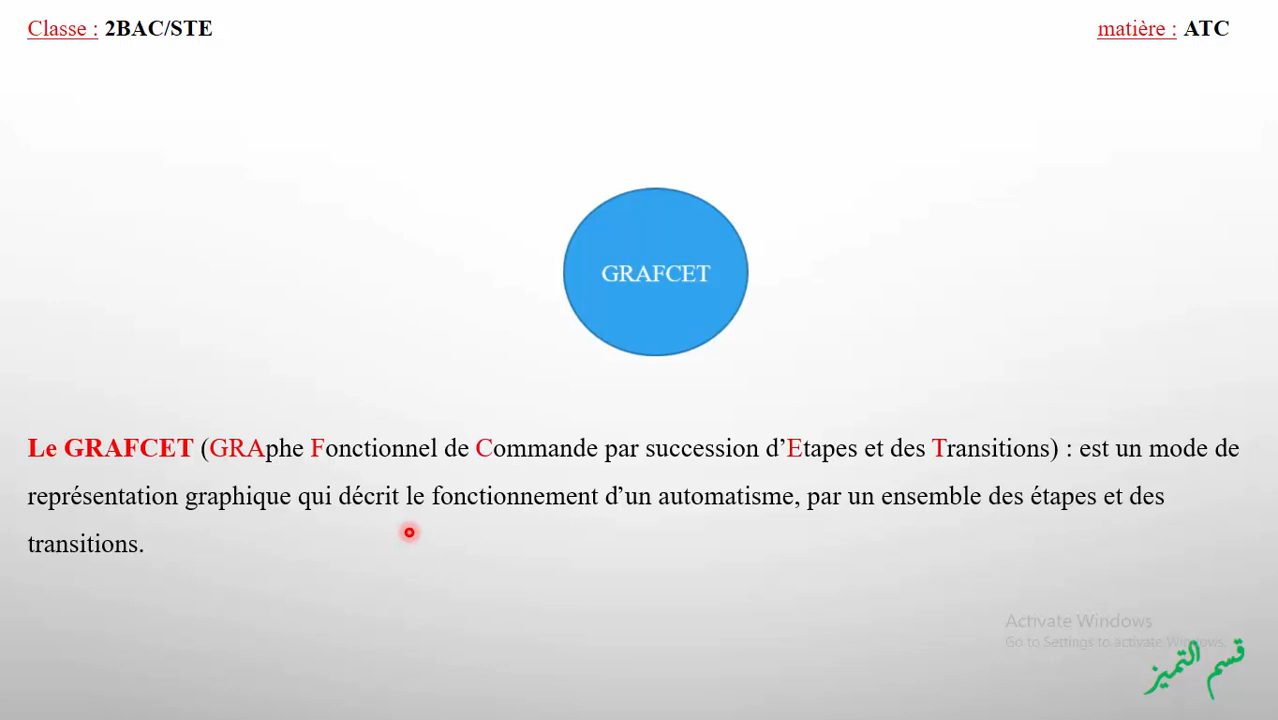 Classe : 2BAC/STE
matière : ATC
GRAFCET
Le GRAFCET (GRAphe Fonctionnel de Commande par succession d’Etapes et des Transitions) : est un mode de
représentation graphique qui décrit le fonctionnement d’un automatisme, par un ensemble des étapes et des
transitions.
Activate Windows
Go to Settings to activate Windows.
قسم التميز